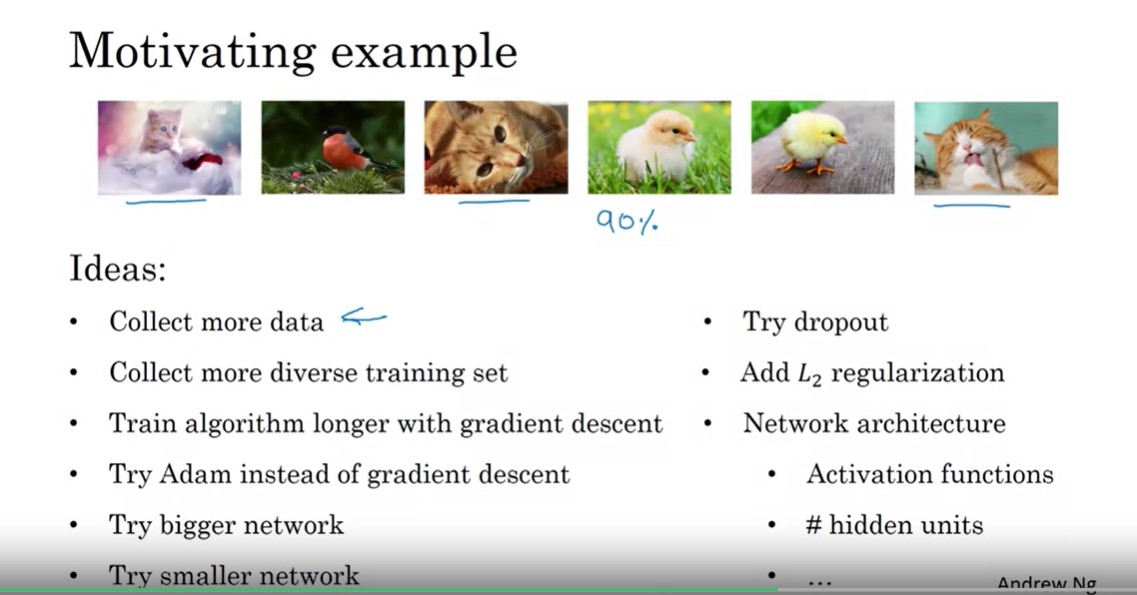 Motivating example
90%
Ideas:
• Collect more data ←
• Collect more diverse training set
• Train algorithm longer with gradient descent
• Try Adam instead of gradient descent
• Try bigger network
• Try smaller network
• Try dropout
• Add L₂ regularization
• Network architecture
• Activation functions
• # hidden units
• ...
Andrew Ng